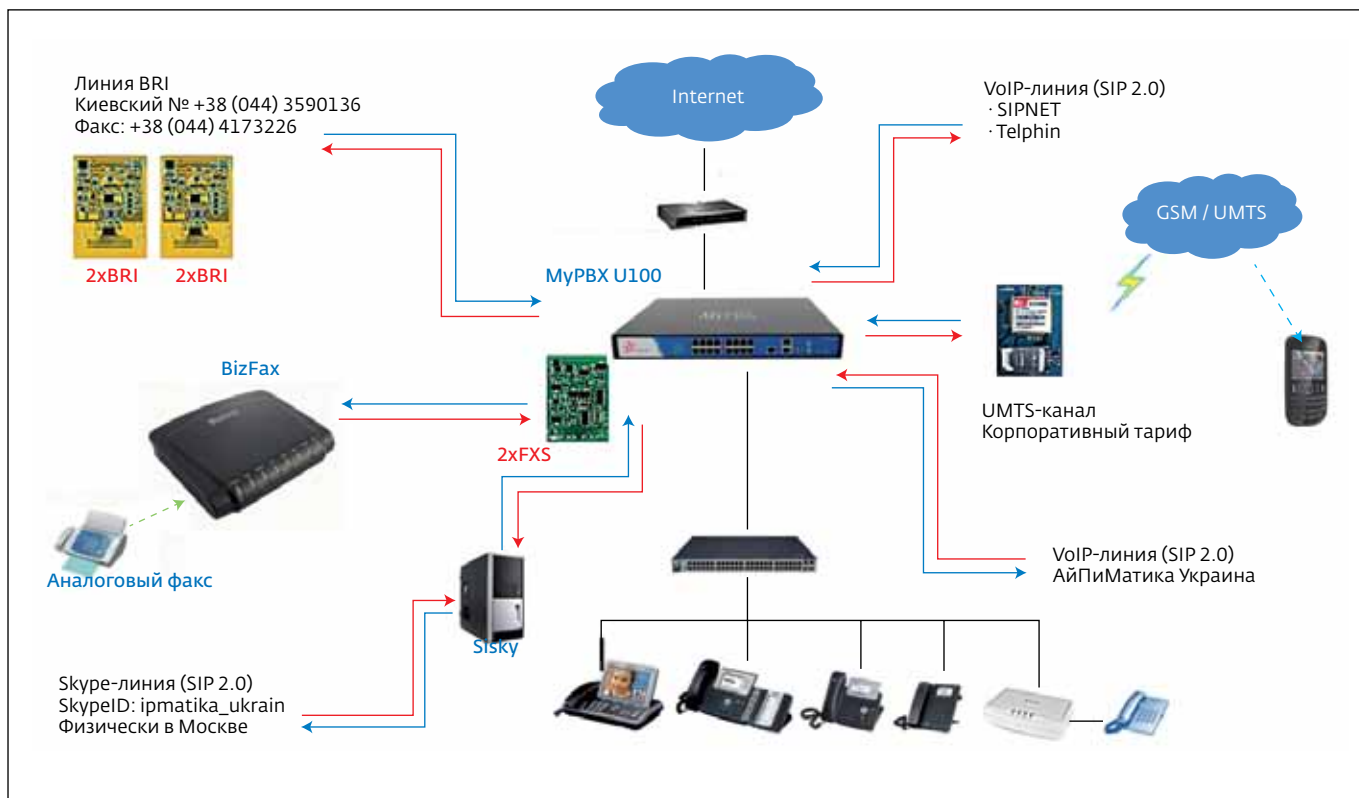 Линия BRI
Киевский № +38 (044) 3590136
Факс: +38 (044) 4173226
2xBRI
2xBRI
Internet
VoIP-линия (SIP 2.0)
· SIPNET
· Telphin
GSM / UMTS
MyPBX U100
UMTS-канал
Корпоративный тариф
BizFax
2xFXS
Аналоговый факс
Sisky
VoIP-линия (SIP 2.0)
АйПиМатика Украина
Skype-линия (SIP 2.0)
SkypeID: ipmatika_ukrain
Физически в Москве